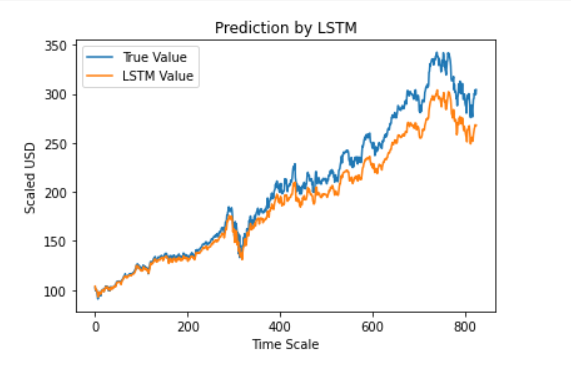 Prediction by LSTM
350
True Value
LSTM Value
300
250
200
150
100
Scaled USD
0 200 400 600 800
Time Scale